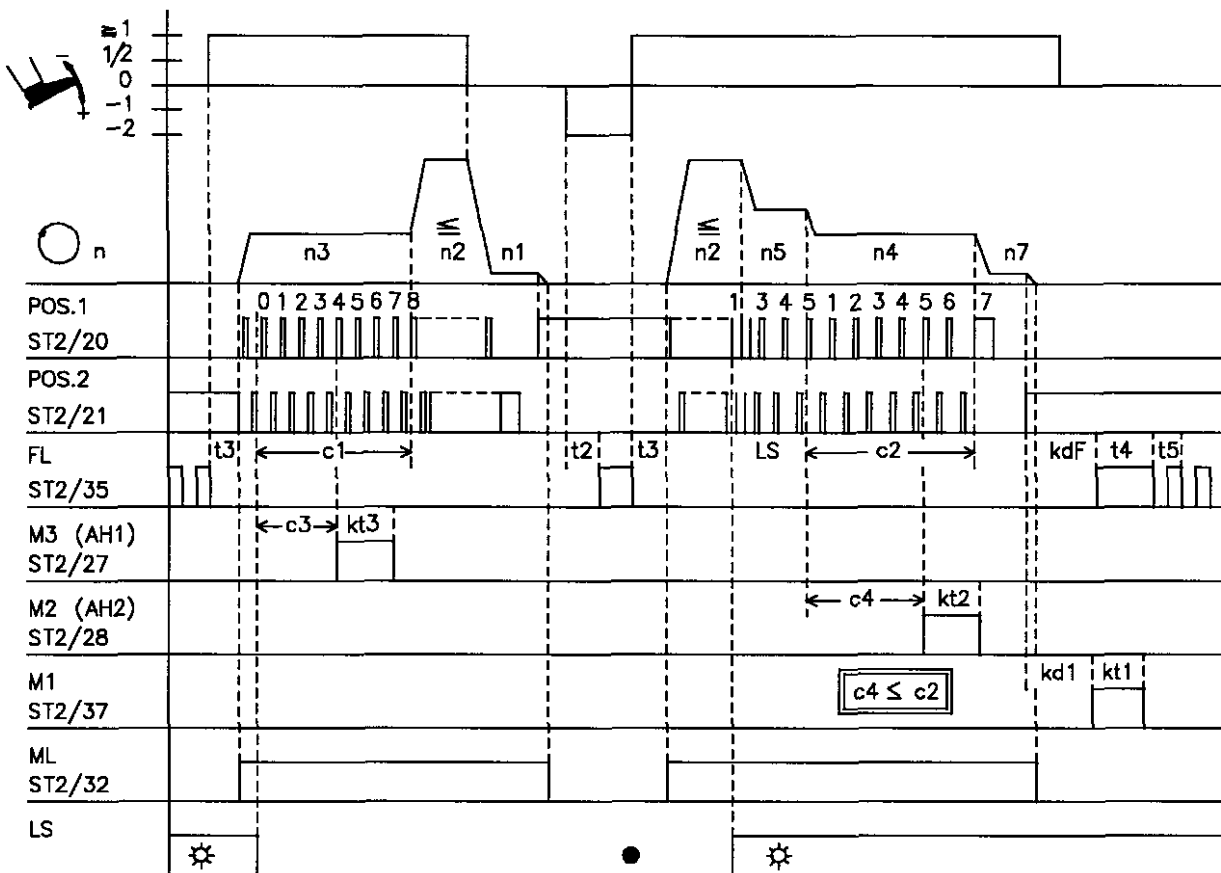 ≅1
1/2
0
-1
-2
−
+
n
n3
≤
n2
n1
≤
n2
n5
n4
n7
POS.1
ST2/20
0 1 2 3 4 5 6 7 8
1 3 4 5 1 2 3 4 5 6 7
POS.2
ST2/21
FL
ST2/35
t3
c1
t2
t3
LS
c2
kdF
t4
t5
M3 (AH1)
ST2/27
c3
kt3
M2 (AH2)
ST2/28
c4
kt2
M1
ST2/37
c4 ≤ c2
kd1
kt1
ML
ST2/32
LS